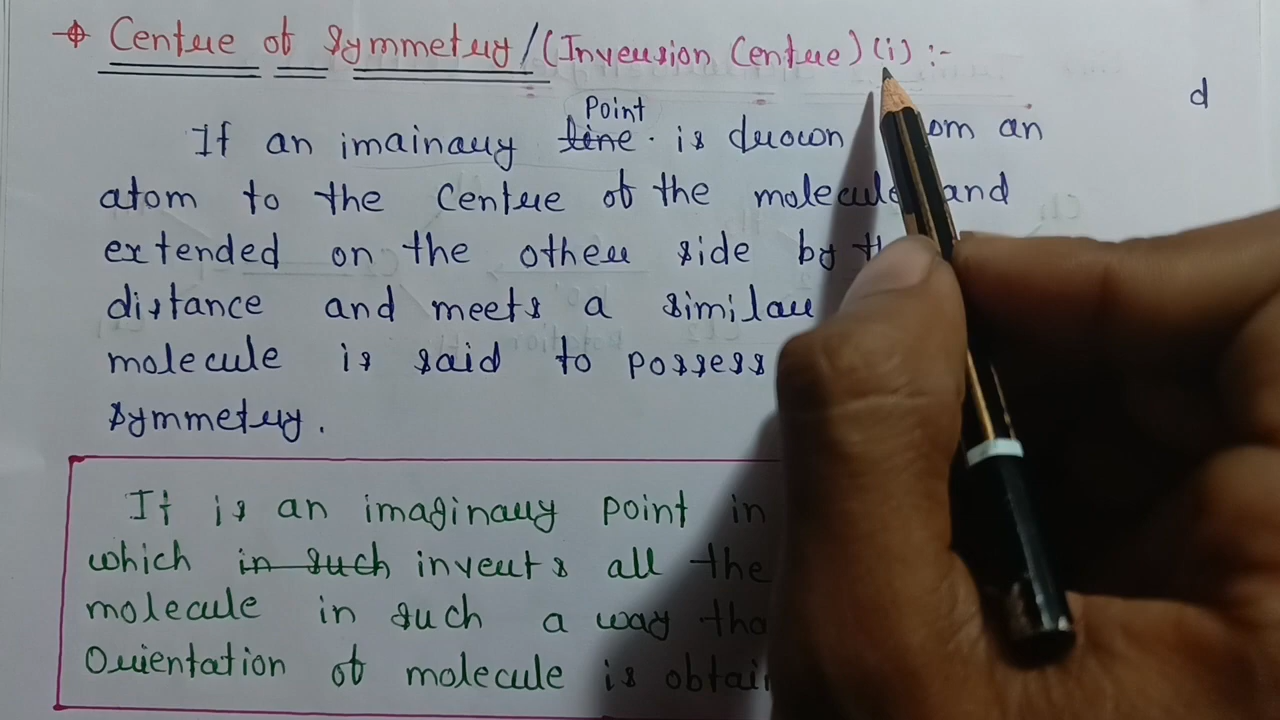 Centre of Symmetry/(Inversion Centre) (i) :-
d
Point
If an imainary line. is drown om an
atom to the Centre of the molecule and
extended on the other side by th
distance and meets a similar
molecule is said to possess
symmetry.
It is an imaginary point in
which in such inverts all the
molecule in such a way tha
Orientation of molecule is obtai